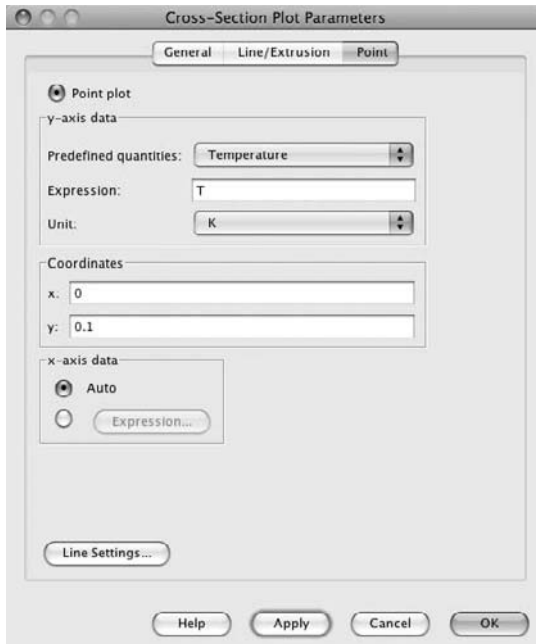 Cross-Section Plot Parameters
General Line/Extrusion Point
Point plot
y-axis data
Predefined quantities: Temperature
Expression: T
Unit: K
Coordinates
x: 0
y: 0.1
x-axis data
Auto
Expression...
Line Settings...
Help Apply Cancel OK